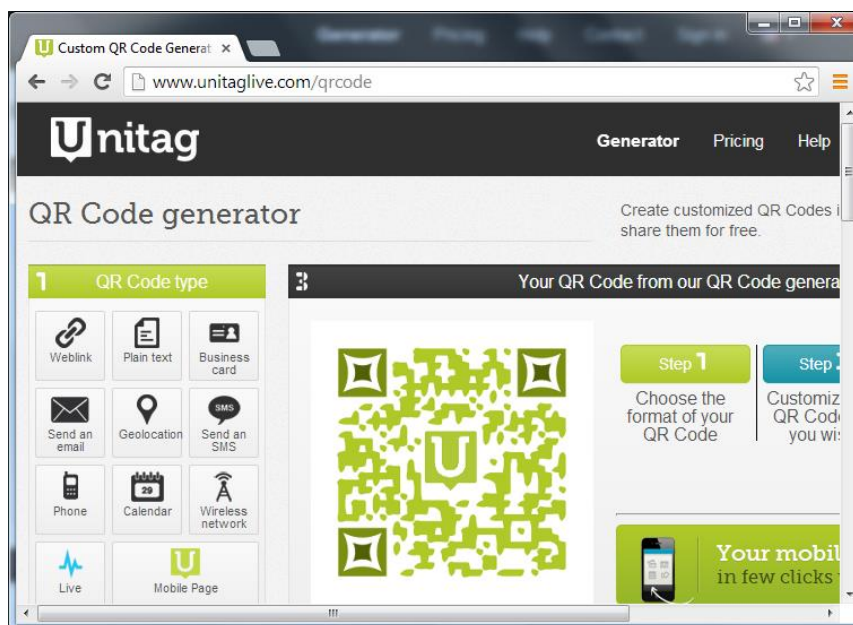 Custom QR Code Generat
www.unitaglive.com/qrcode
Unitag
Generator Pricing Help
QR Code generator
Create customized QR Codes i
share them for free.
1 QR Code type
3 Your QR Code from our QR Code genera
Weblink
Plain text
Business
card
Send an
email
Geolocation
SMS
Send an
SMS
Phone
29
Calendar
Wireless
network
Live
U
Mobile Page
U
Step 1
Choose the
format of your
QR Code
Step
Customiz
QR Cod
you wi
Your mobil
in few clicks